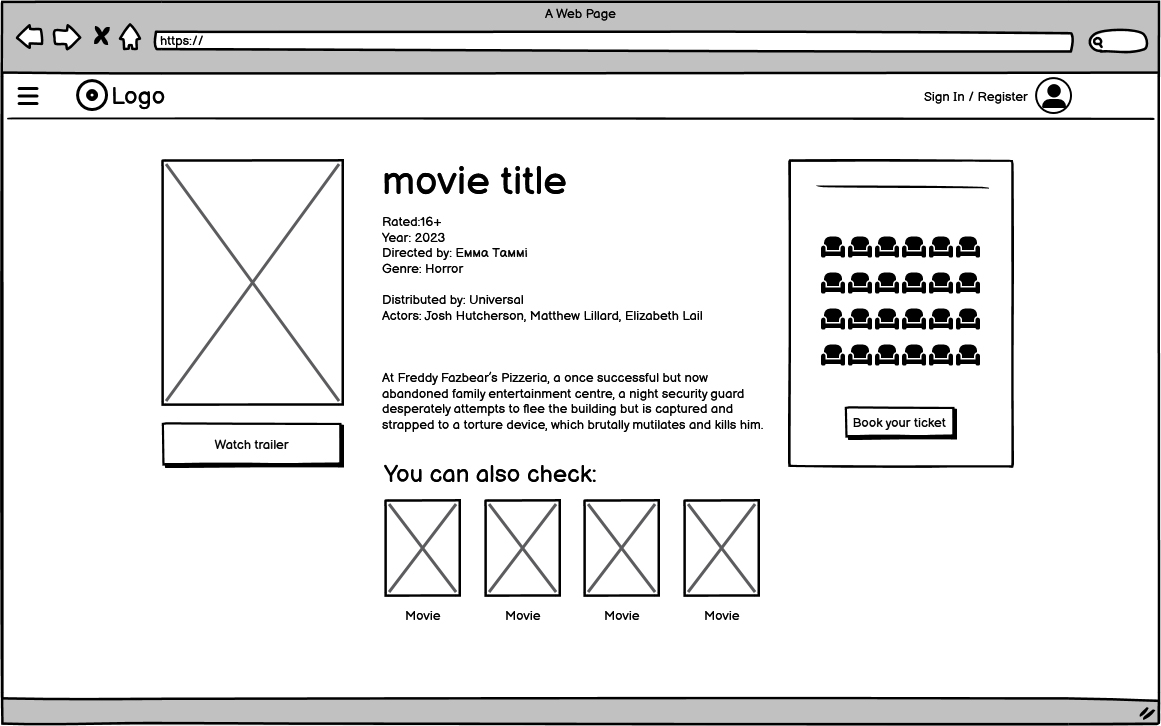 A Web Page
https://
Logo
Sign In / Register
movie title
Rated:16+
Year: 2023
Directed by: Емма Таммі
Genre: Horror
Distributed by: Universal
Actors: Josh Hutcherson, Matthew Lillard, Elizabeth Lail
At Freddy Fazbear's Pizzeria, a once successful but now
abandoned family entertainment centre, a night security guard
desperately attempts to flee the building but is captured and
strapped to a torture device, which brutally mutilates and kills him.
Watch trailer
Book your ticket
You can also check:
Movie
Movie
Movie
Movie